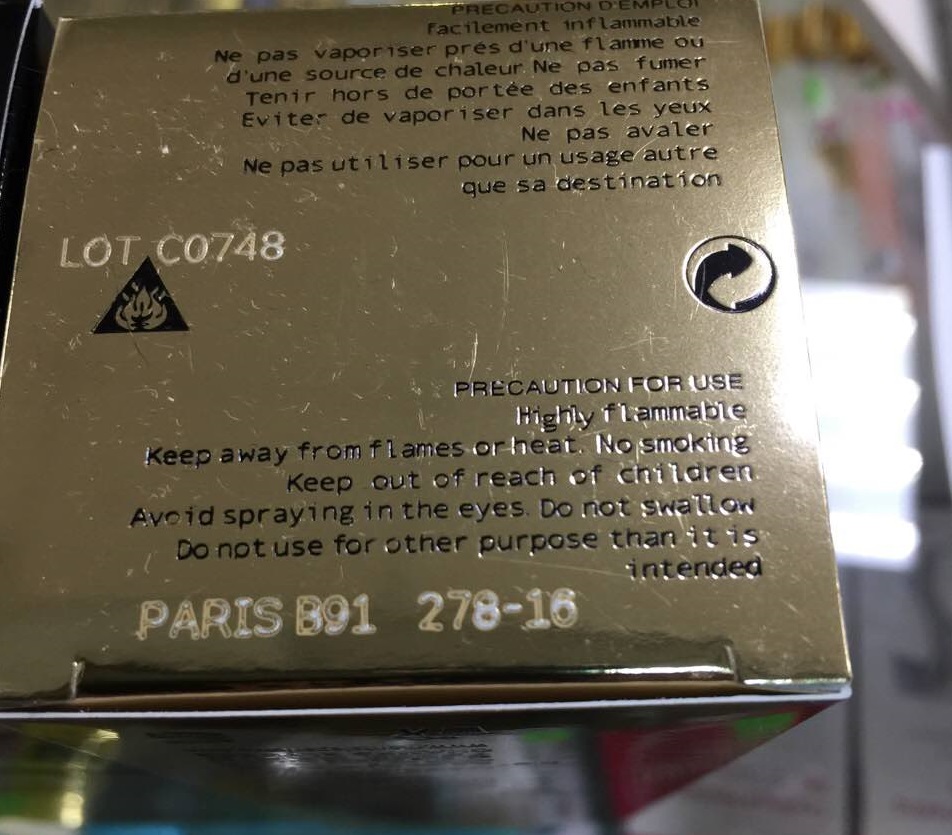 PRECAUTION D'EMPLOI
facilement inflammable
Ne pas vaporiser prés d'une flamme ou
d'une source de chaleur. Ne pas fumer
Tenir hors de portée des enfants
Eviter de vaporiser dans les yeux
Ne pas avaler
Ne pas utiliser pour un usage autre
que sa destination
LOT C0748
PRECAUTION FOR USE
Highly flammable
Keep away from flames or heat. No smoking
Keep out of reach of children.
Avoid spraying in the eyes. Do not swallow
Do not use for other purpose than it is
intended
PARIS B91 278-16